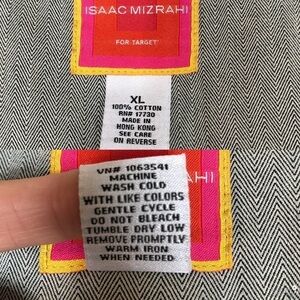 ISAAC MIZRAHI
FOR TARGET
XL
100% COTTON
RN# 17730
MADE IN
HONG KONG
SEE CARE
ON REVERSE
AHI
VN# 1063541
MACHINE
WASH COLD
WITH LIKE COLORS
GENTLE CYCLE
DO NOT BLEACH
TUMBLE DRY LOW
REMOVE PROMPTLY
WARM IRON
WHEN NEEDED